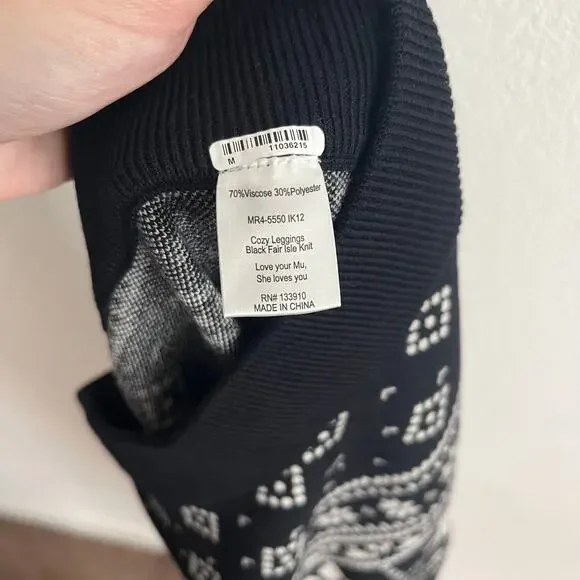 M 11036215
70%Viscose 30%Polyester
MR4-5550 IK12
Cozy Leggings
Black Fair Isle Knit
Love your Mu,
She loves you
RN# 133910
MADE IN CHINA